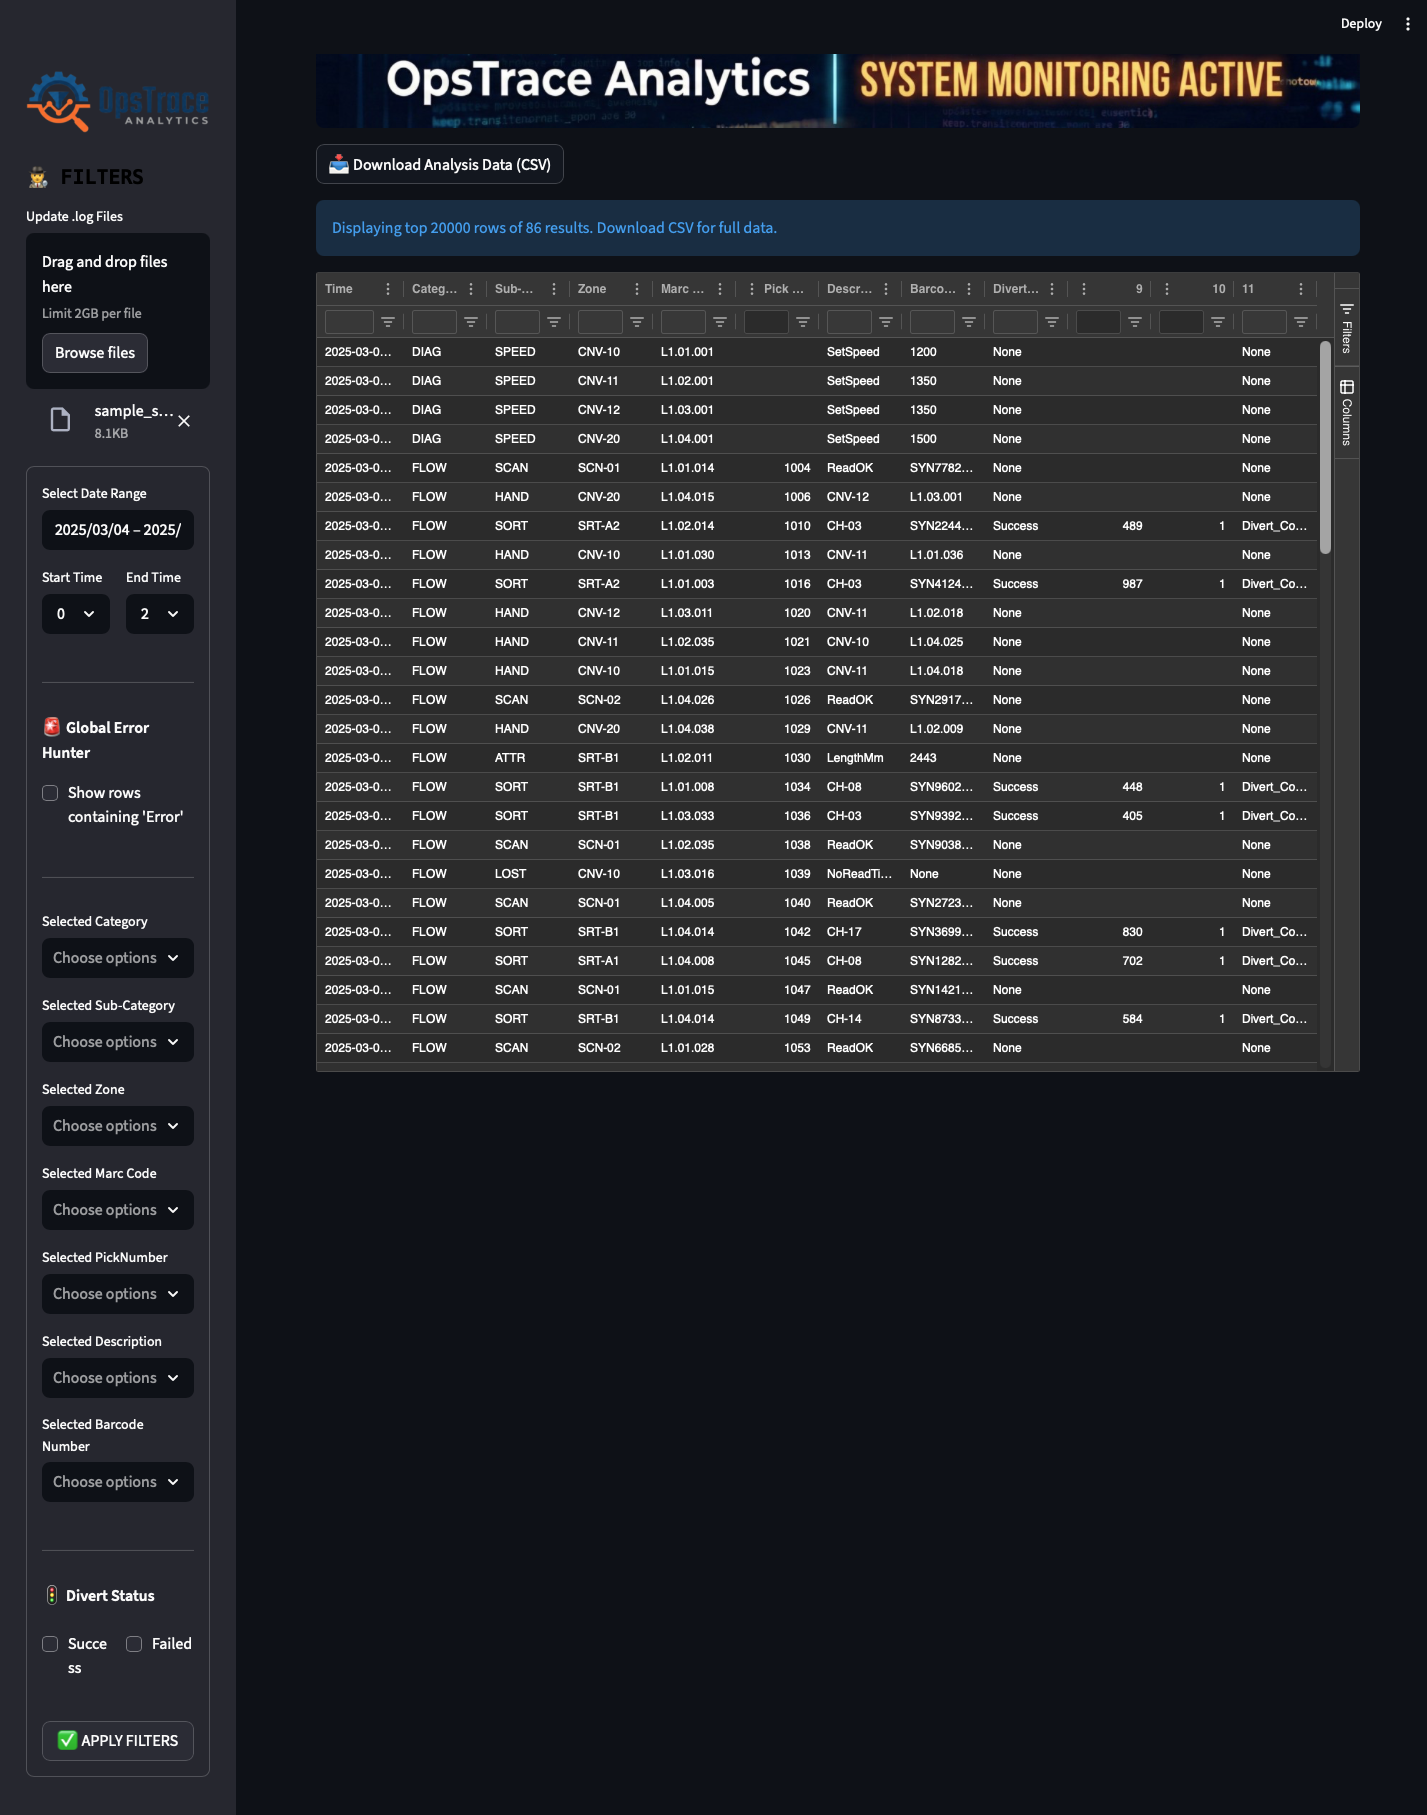 Deploy
OpsTrace
ANALYTICS
OpsTrace Analytics
SYSTEM MONITORING ACTIVE
FILTERS
Update .log Files
Drag and drop files
here
Limit 2GB per file
Browse files
sample_s...
8.1KB
Select Date Range
2025/03/04 – 2025/
Start Time End Time
0 2
Global Error
Hunter
Show rows
containing 'Error'
Selected Category
Choose options
Selected Sub-Category
Choose options
Selected Zone
Choose options
Selected Marc Code
Choose options
Selected PickNumber
Choose options
Selected Description
Choose options
Selected Barcode
Number
Choose options
Divert Status
Succe Failed
ss
APPLY FILTERS
Download Analysis Data (CSV)
Displaying top 20000 rows of 86 results. Download CSV for full data.
Time Categ... Sub-... Zone Marc ... Pick ... Descr... Barco... Divert... 9 10 11
2025-03-0... DIAG SPEED CNV-10 L1.01.001 SetSpeed 1200 None None
2025-03-0... DIAG SPEED CNV-11 L1.02.001 SetSpeed 1350 None None
2025-03-0... DIAG SPEED CNV-12 L1.03.001 SetSpeed 1350 None None
2025-03-0... DIAG SPEED CNV-20 L1.04.001 SetSpeed 1500 None None
2025-03-0... FLOW SCAN SCN-01 L1.01.014 1004 ReadOK SYN7782... None None
2025-03-0... FLOW HAND CNV-20 L1.04.015 1006 CNV-12 L1.03.001 None None
2025-03-0... FLOW SORT SRT-A2 L1.02.014 1010 CH-03 SYN2244... Success 489 1 Divert_Co...
2025-03-0... FLOW HAND CNV-10 L1.01.030 1013 CNV-11 L1.01.036 None None
2025-03-0... FLOW SORT SRT-A2 L1.01.003 1016 CH-03 SYN4124... Success 987 1 Divert_Co...
2025-03-0... FLOW HAND CNV-12 L1.03.011 1020 CNV-11 L1.02.018 None None
2025-03-0... FLOW HAND CNV-11 L1.02.035 1021 CNV-10 L1.04.025 None None
2025-03-0... FLOW HAND CNV-10 L1.01.015 1023 CNV-11 L1.04.018 None None
2025-03-0... FLOW SCAN SCN-02 L1.04.026 1026 ReadOK SYN2917... None None
2025-03-0... FLOW HAND CNV-20 L1.04.038 1029 CNV-11 L1.02.009 None None
2025-03-0... FLOW ATTR SRT-B1 L1.02.011 1030 LengthMm 2443 None None
2025-03-0... FLOW SORT SRT-B1 L1.01.008 1034 CH-08 SYN9602... Success 448 1 Divert_Co...
2025-03-0... FLOW SORT SRT-B1 L1.03.033 1036 CH-03 SYN9392... Success 405 1 Divert_Co...
2025-03-0... FLOW SCAN SCN-01 L1.02.035 1038 ReadOK SYN9038... None None
2025-03-0... FLOW LOST CNV-10 L1.03.016 1039 NoReadTi... None None None
2025-03-0... FLOW SCAN SCN-01 L1.04.005 1040 ReadOK SYN2723... None None
2025-03-0... FLOW SORT SRT-B1 L1.04.014 1042 CH-17 SYN3699... Success 830 1 Divert_Co...
2025-03-0... FLOW SORT SRT-A1 L1.04.008 1045 CH-08 SYN1282... Success 702 1 Divert_Co...
2025-03-0... FLOW SCAN SCN-01 L1.01.015 1047 ReadOK SYN1421... None None
2025-03-0... FLOW SORT SRT-B1 L1.04.014 1049 CH-14 SYN8733... Success 584 1 Divert_Co...
2025-03-0... FLOW SCAN SCN-02 L1.01.028 1053 ReadOK SYN6685... None None
Filters
Columns